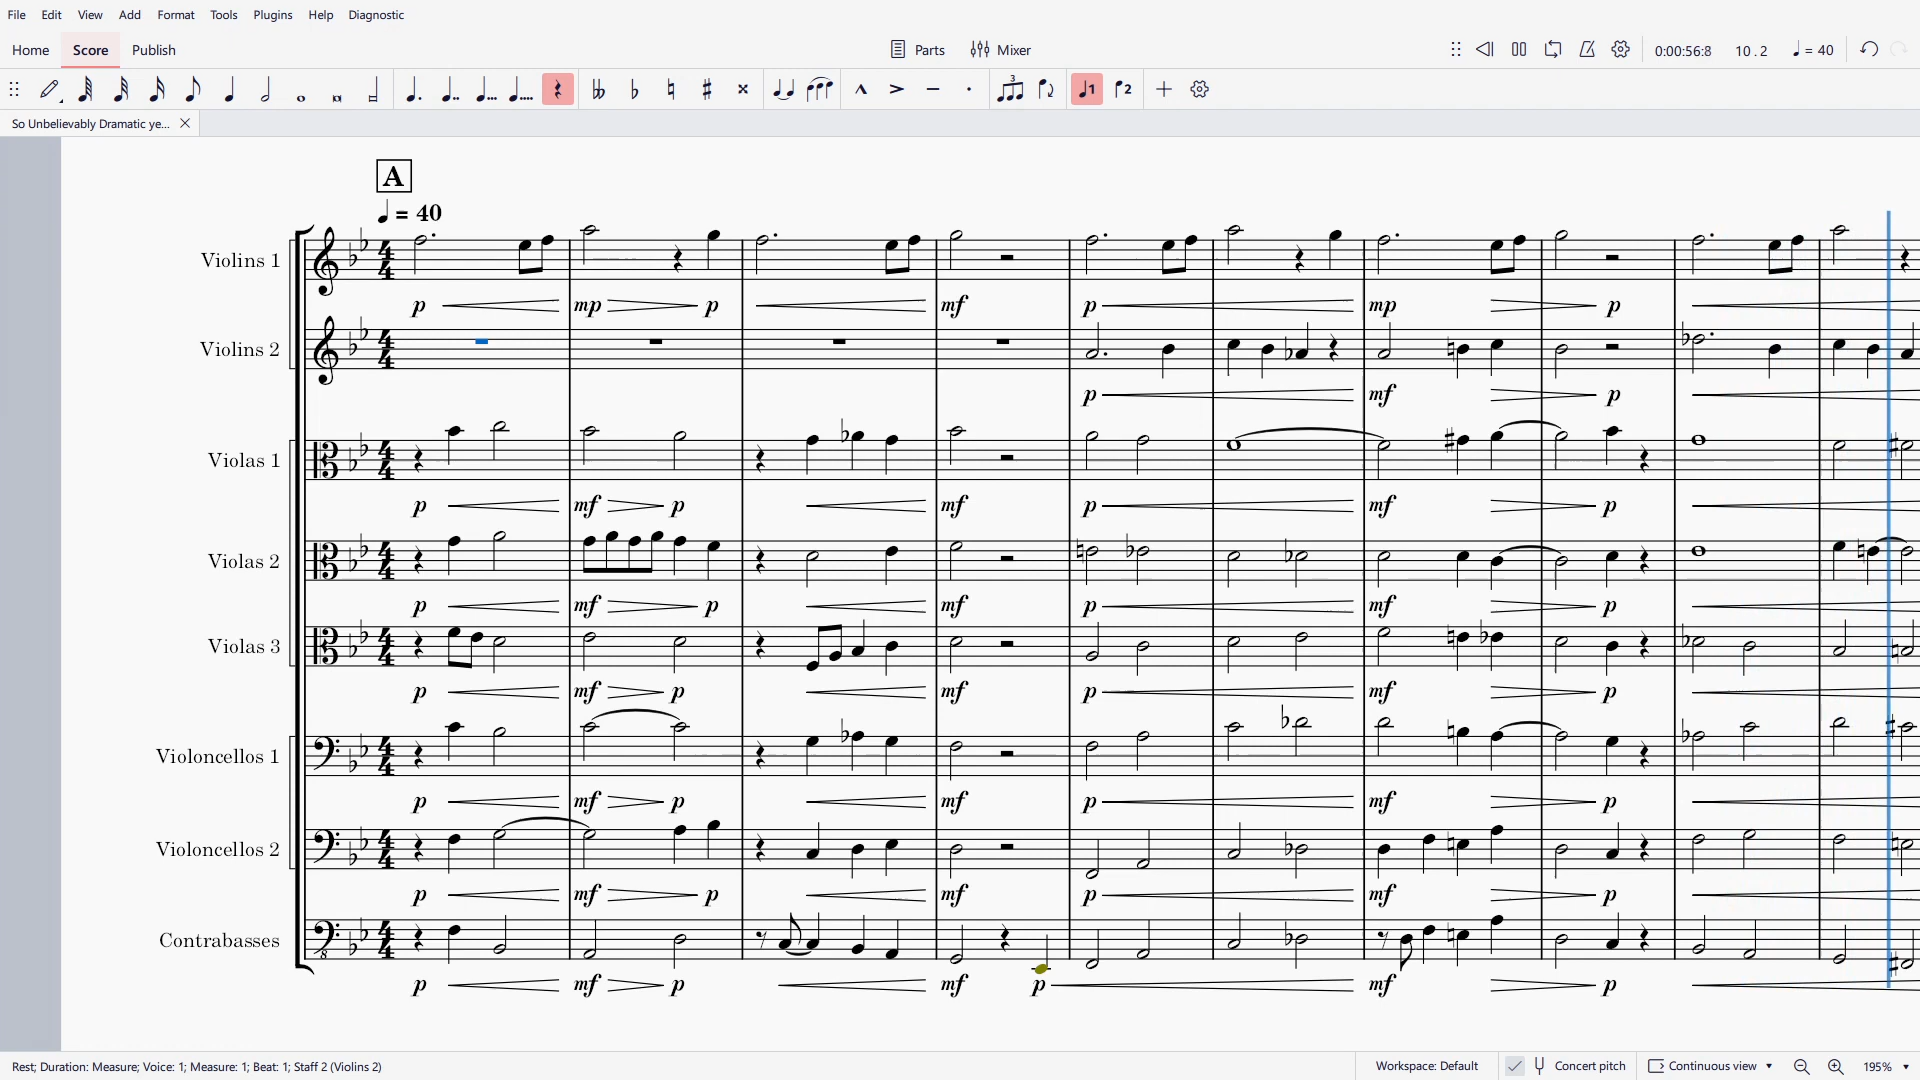 File Edit View Add Format Tools Plugins Help Diagnostic
Home Score Publish Parts Mixer 0:00:56:8 10 . 2 = 40
3 1 2
So Unbelievably Dramatic ye...
A
= 40
Violins 1
p mp p mf p mp p
Violins 2
p mf p
Violas 1
p mf p mf p mf p
Violas 2
p mf p mf p mf p
Violas 3
p mf p mf p mf p
Violoncellos 1
p mf p mf p mf p
Violoncellos 2
p mf p mf p mf p
Contrabasses
p mf p mf p mf p
Rest; Duration: Measure; Voice: 1; Measure: 1; Beat: 1; Staff 2 (Violins 2) Workspace: Default Concert pitch Continuous view 195%